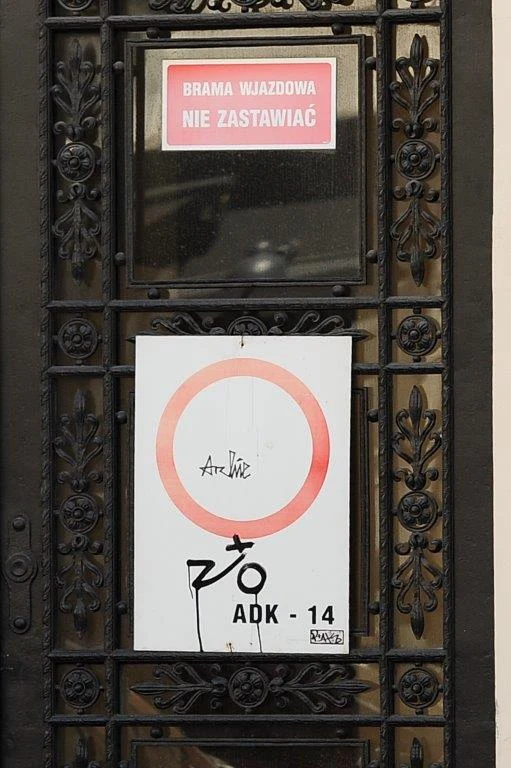 BRAMA WJAZDOWA
NIE ZASTAWIAĆ
ADK - 14